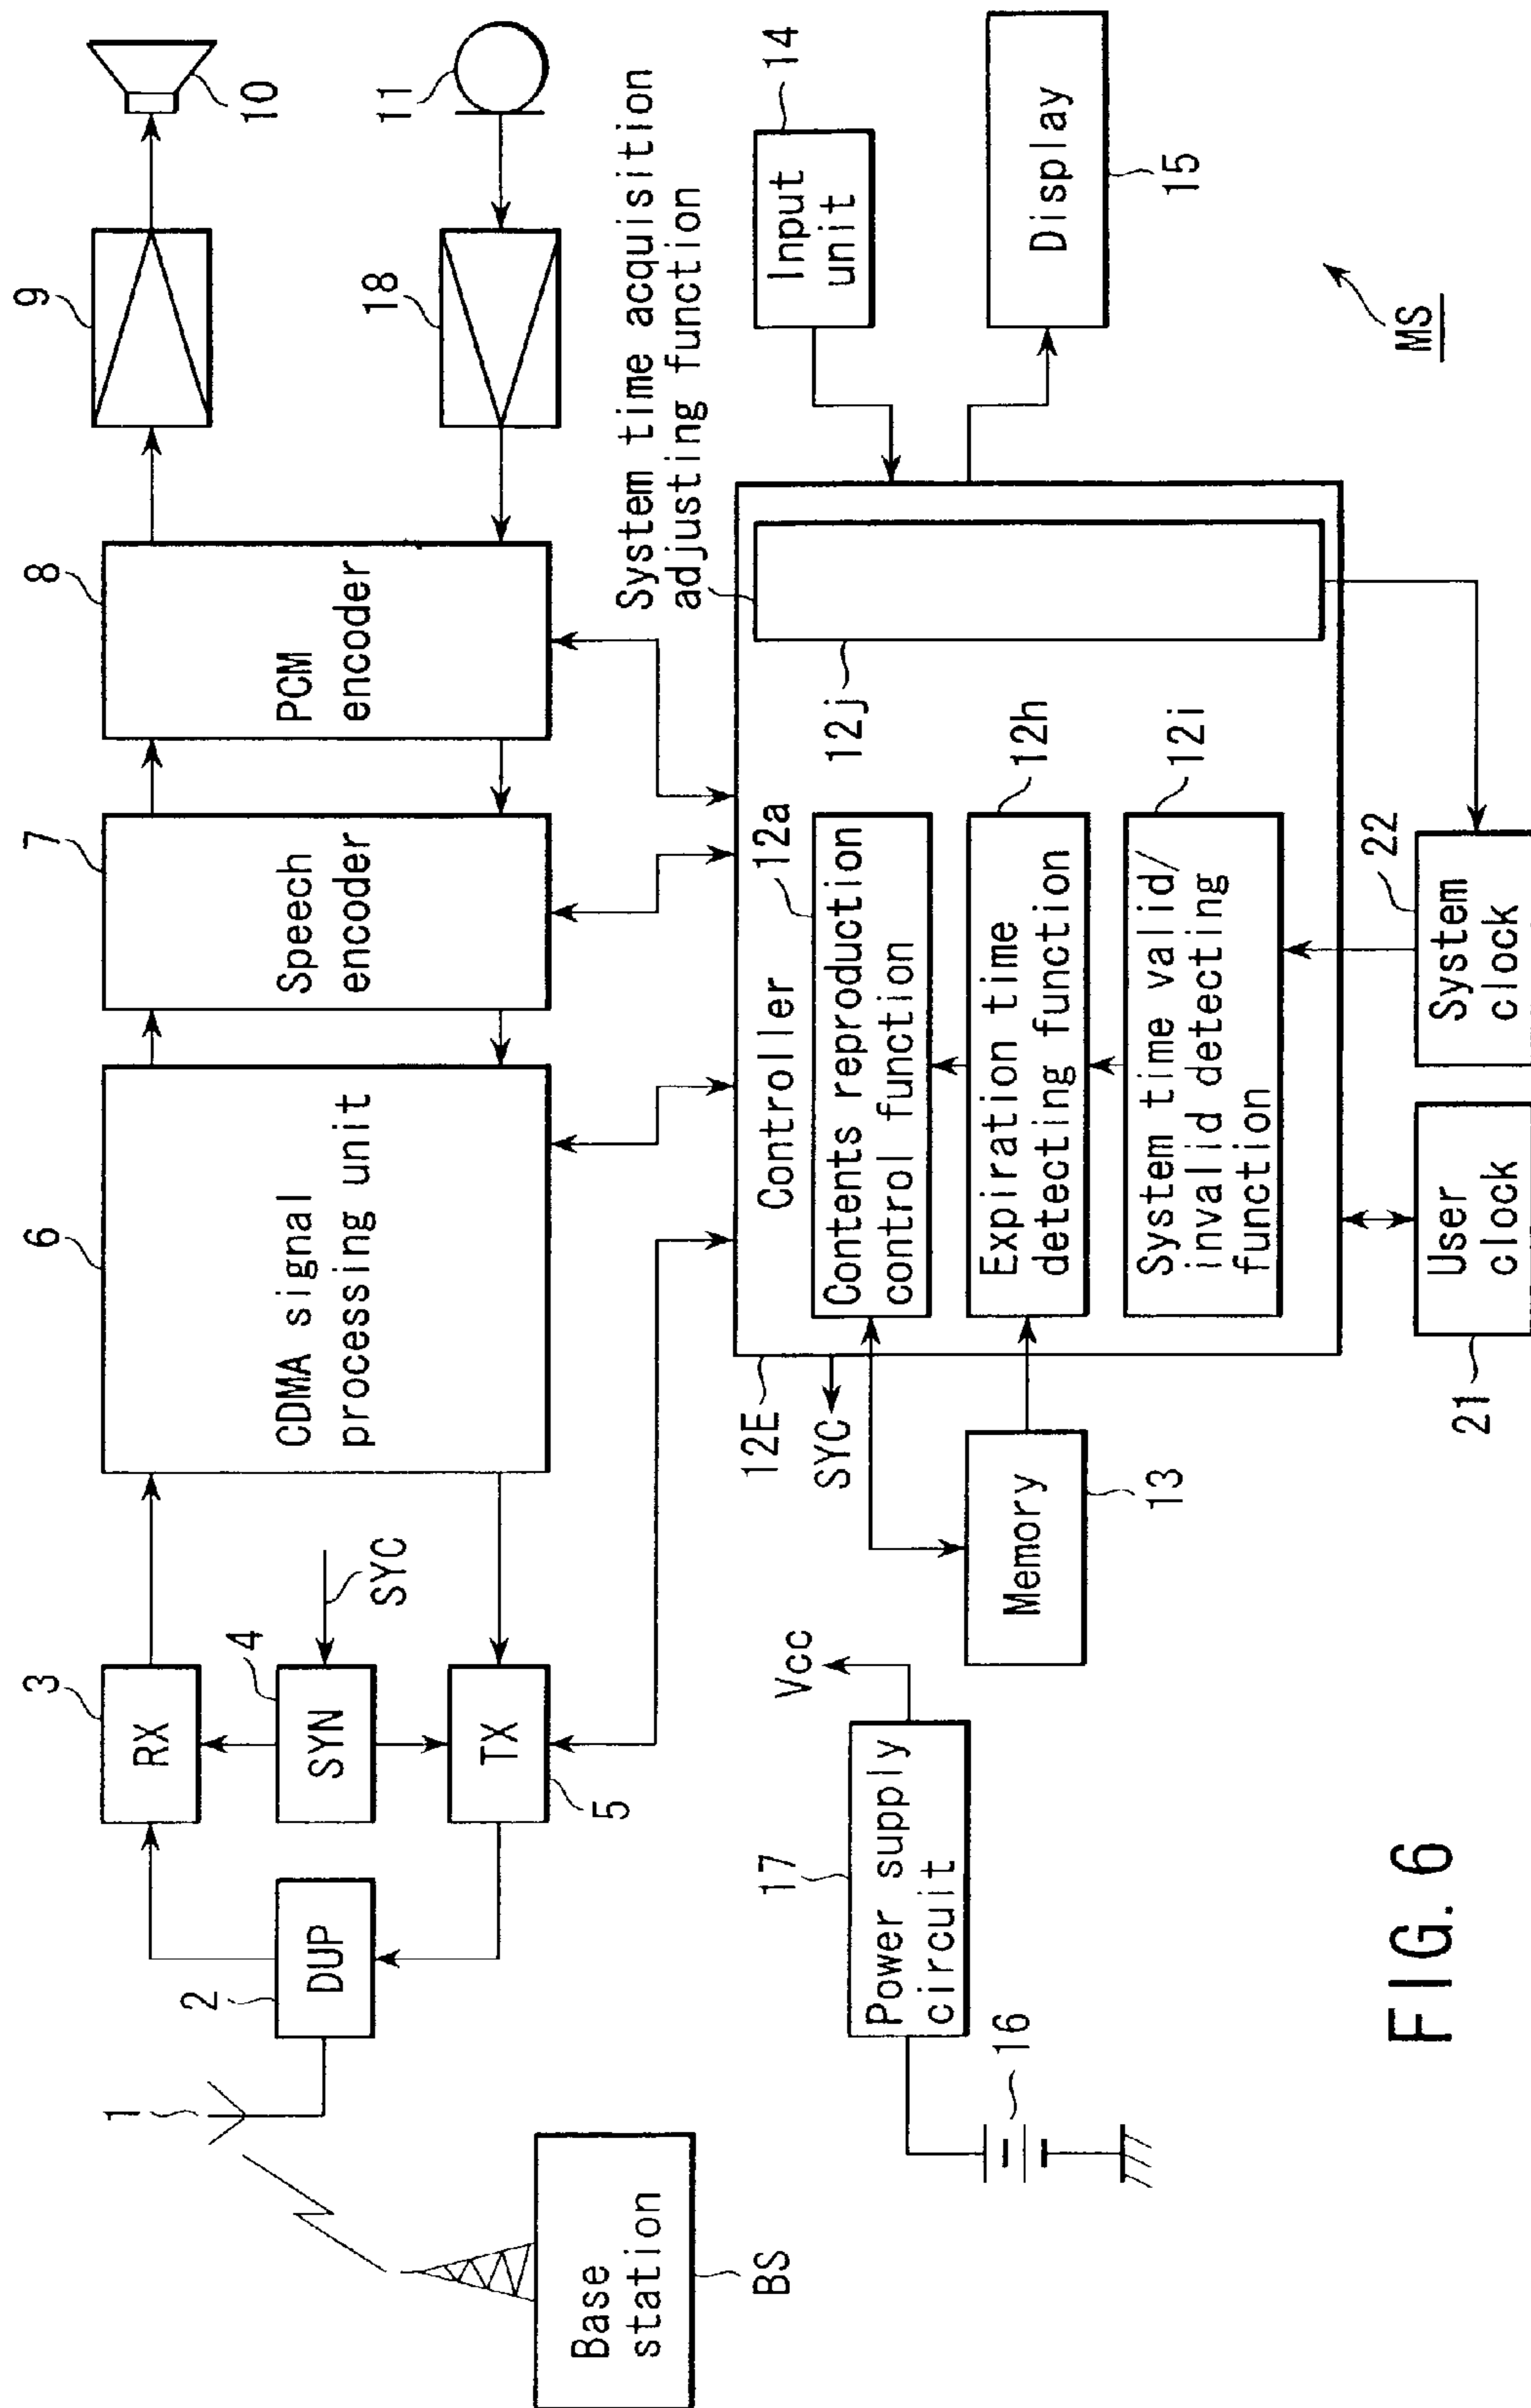 1
2
DUP
3
RX
4
SYN
SYC
TX
5
6
CDMA signal
processing unit
7
Speech
encoder
8
PCM
encoder
9
10
11
18
Base
station
BS
System time acquisition
adjusting function
12E
SYC
Controller
Contents reproduction
control function
12a
Expiration time
detecting function
12h
System time valid/
invalid detecting
function
12i
12j
Input
unit
14
Display
15
MS
Memory
13
Vcc
17
Power supply
circuit
16
User
clock
21
System
clock
22
FIG. 6